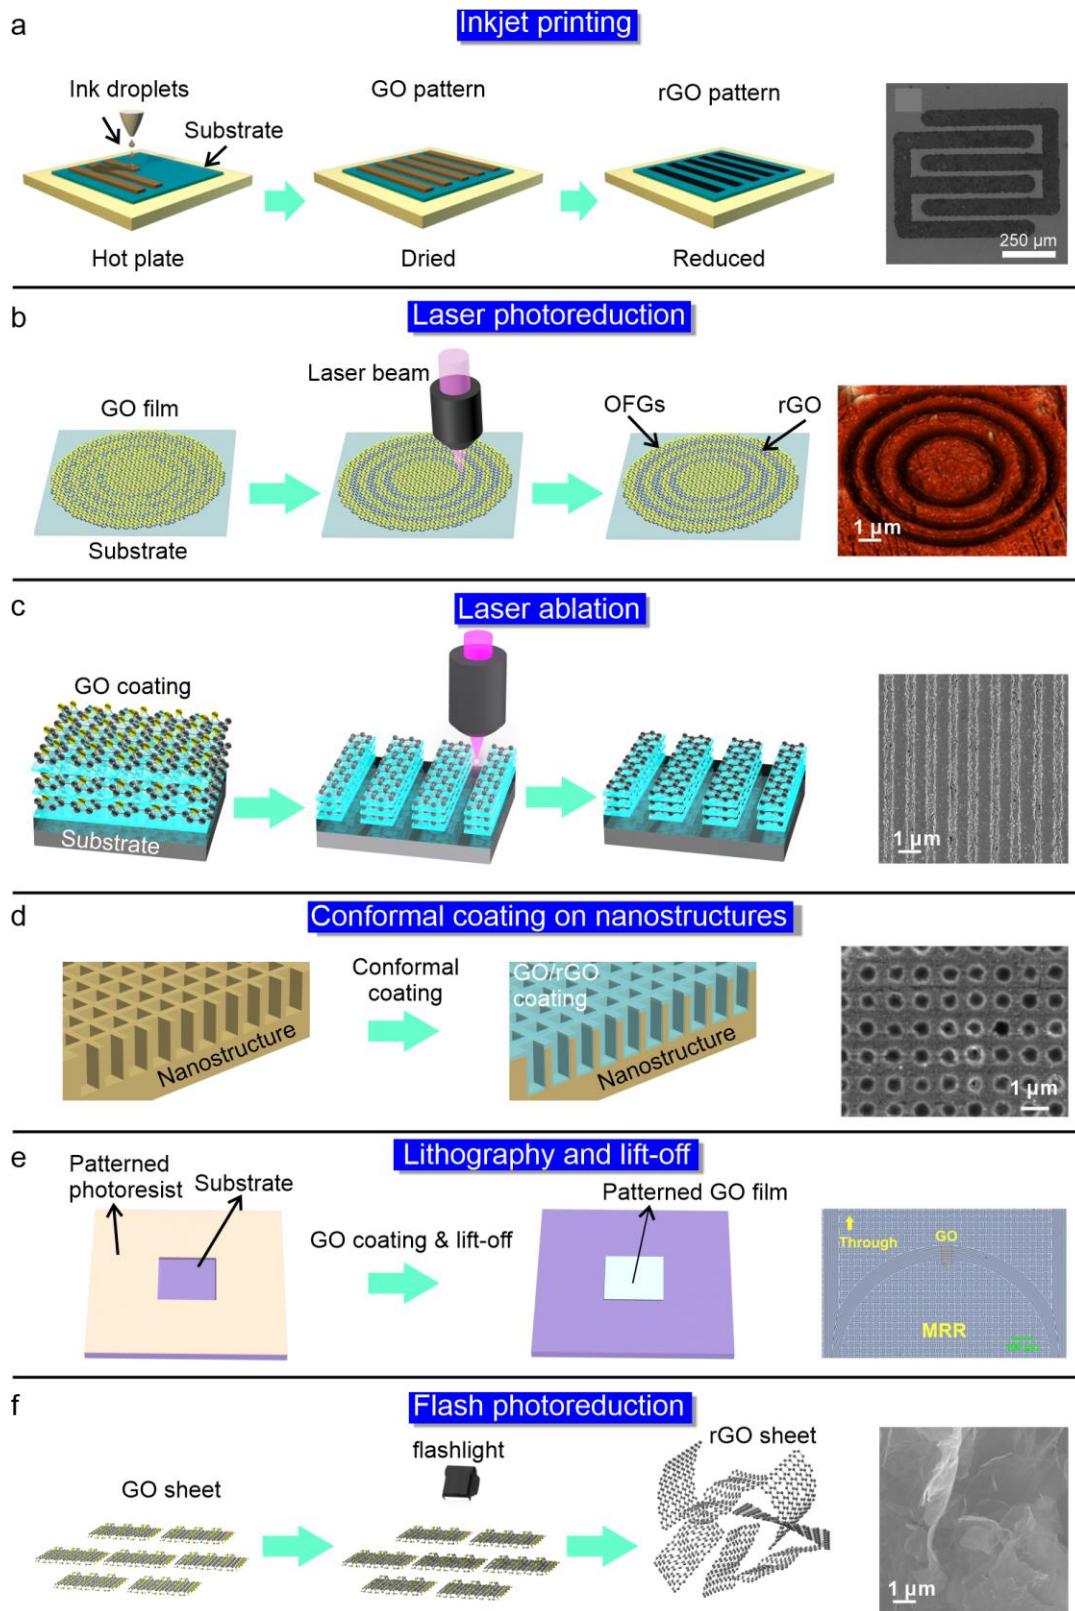 a
Inkjet printing
Ink droplets
Substrate
GO pattern
rGO pattern
Hot plate
Dried
Reduced
250 µm
b
Laser photoreduction
Laser beam
GO film
OFGs
rGO
Substrate
1 µm
c
Laser ablation
GO coating
Substrate
1 µm
d
Conformal coating on nanostructures
Conformal
coating
GO/rGO
coating
Nanostructure
Nanostructure
1 µm
e
Lithography and lift-off
Patterned
photoresist
Substrate
Patterned GO film
GO coating & lift-off
Through
GO
MRR
f
Flash photoreduction
flashlight
rGO sheet
GO sheet
1 µm